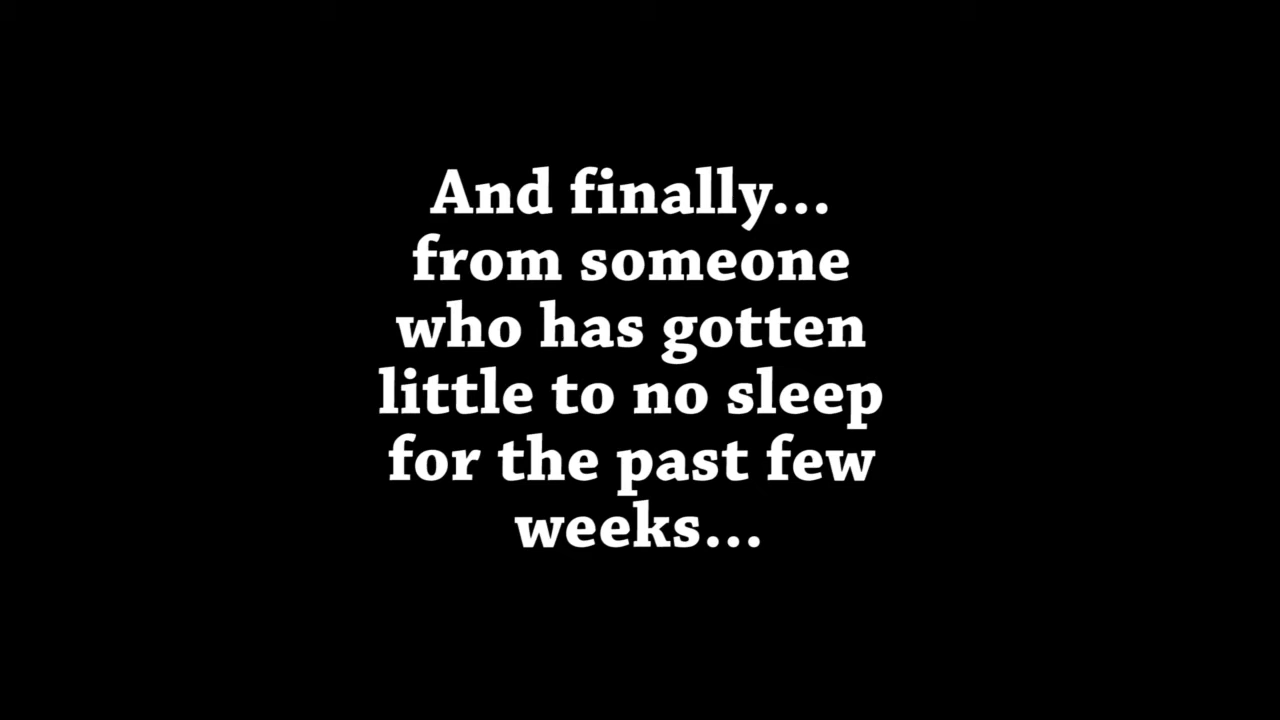 And finally...
from someone
who has gotten
little to no sleep
for the past few
weeks...